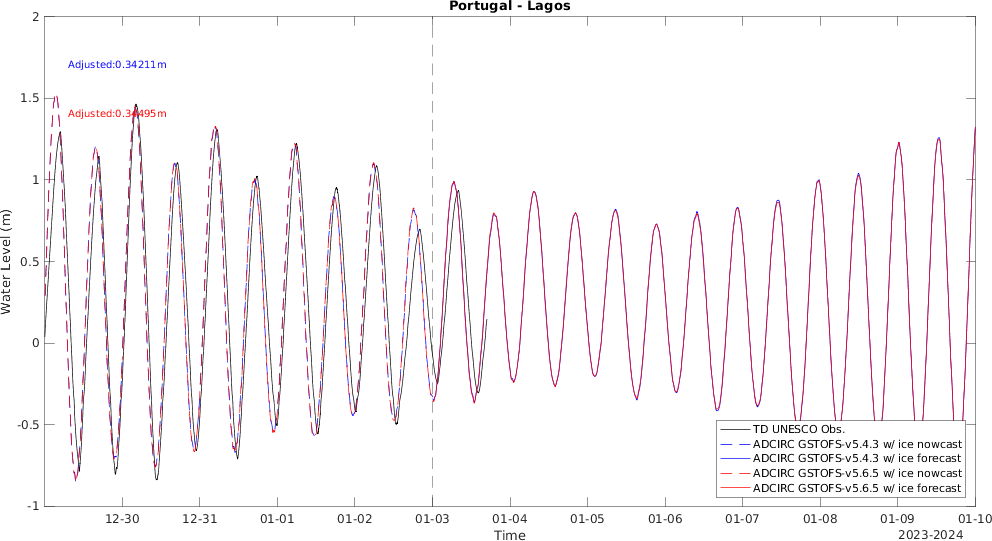 Portugal - Lagos
Water Level (m)
2
1.5
1
0.5
0
-0.5
-1
Adjusted:0.34211m
Adjusted:0.34495m
TD UNESCO Obs.
ADCIRC GSTOFS-v5.4.3 w/ ice nowcast
ADCIRC GSTOFS-v5.4.3 w/ ice forecast
ADCIRC GSTOFS-v5.6.5 w/ ice nowcast
ADCIRC GSTOFS-v5.6.5 w/ ice forecast
12-30 12-31 01-01 01-02 01-03 01-04 01-05 01-06 01-07 01-08 01-09 01-10
Time
2023-2024